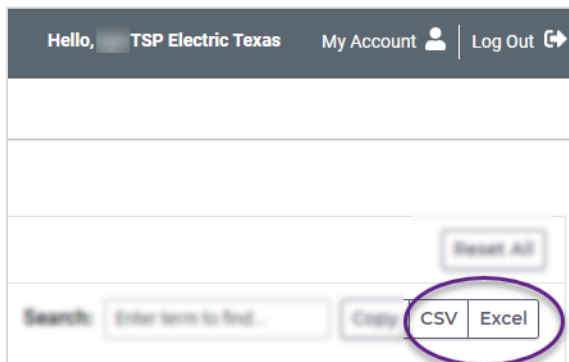 Hello, TSP Electric Texas My Account Log Out
Reset All
Search: Enter term to find... Copy CSV Excel